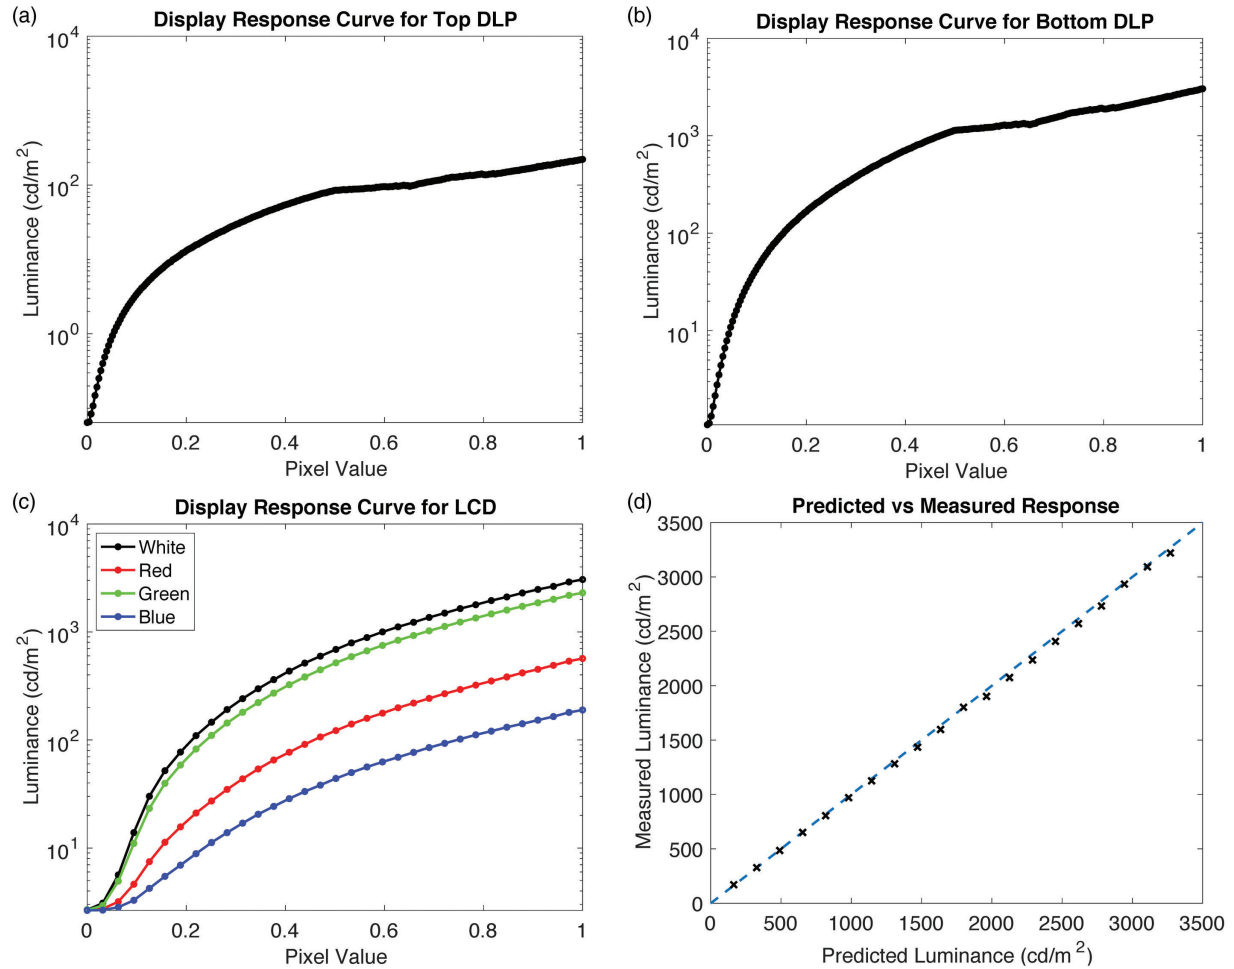 (a)
Display Response Curve for Top DLP
10^4
10^2
10^0
Luminance (cd/m^2)
0 0.2 0.4 0.6 0.8 1
Pixel Value
(b)
Display Response Curve for Bottom DLP
10^4
10^3
10^2
10^1
Luminance (cd/m^2)
0 0.2 0.4 0.6 0.8 1
Pixel Value
(c)
Display Response Curve for LCD
10^4
10^3
10^2
10^1
Luminance (cd/m^2)
White
Red
Green
Blue
0 0.2 0.4 0.6 0.8 1
Pixel Value
(d)
Predicted vs Measured Response
3500
3000
2500
2000
1500
1000
500
0
Measured Luminance (cd/m^2)
0 500 1000 1500 2000 2500 3000 3500
Predicted Luminance (cd/m^2)